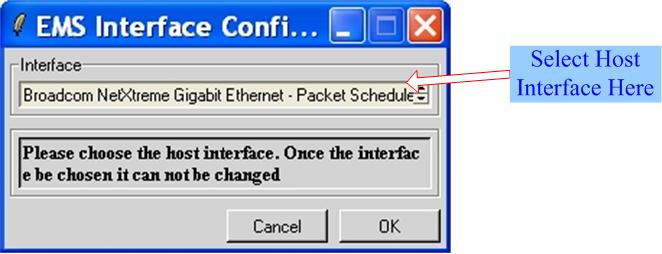 EMS Interface Confi...
Interface
Broadcom NetXtreme Gigabit Ethernet - Packet Schedule
Select Host
Interface Here
Please choose the host interface. Once the interfac
e be chosen it can not be changed
Cancel
OK